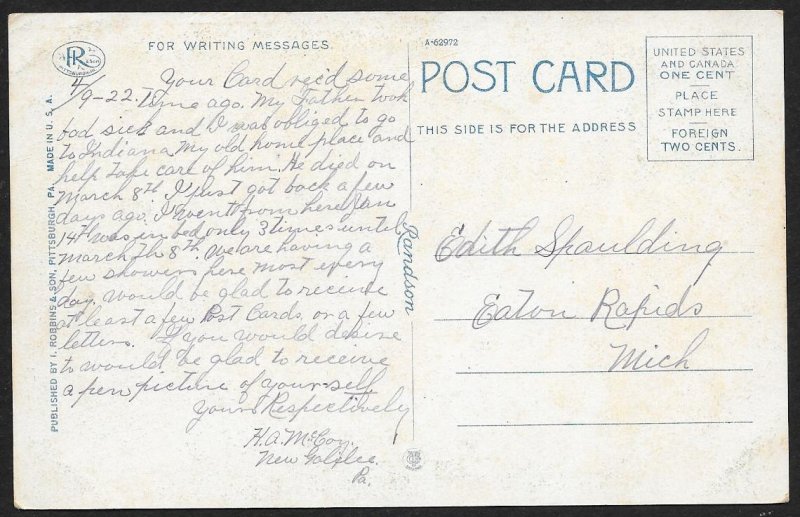 FOR WRITING MESSAGES.
A-62972
R & SON
PITTSBURGH, PA.
4/9-22. Your Card rec'd some
Time ago. My Father took
bad sick and I was obliged to go
to Indiana my old home place and
help take care of him. He died on
March 8th. I just got back a few
days ago. I went from here Jan
14th was in bed only 3 times until
March 7th 8th. We are having a
few showers here most every
day. Would be glad to receive
at least a few Post Cards or a few
letters. If you would desire
to would be glad to receive
a pen picture of your-self
Yours Respectively
H.A. McCoy.
New Galilee.
Pa.
PUBLISHED BY I. ROBBINS & SON, PITTSBURGH, PA. MADE IN U. S. A.
Randson
POST CARD
THIS SIDE IS FOR THE ADDRESS
UNITED STATES
AND CANADA
ONE CENT
PLACE
STAMP HERE
FOREIGN
TWO CENTS.
Edith Spaulding
Eaton Rapids
Mich